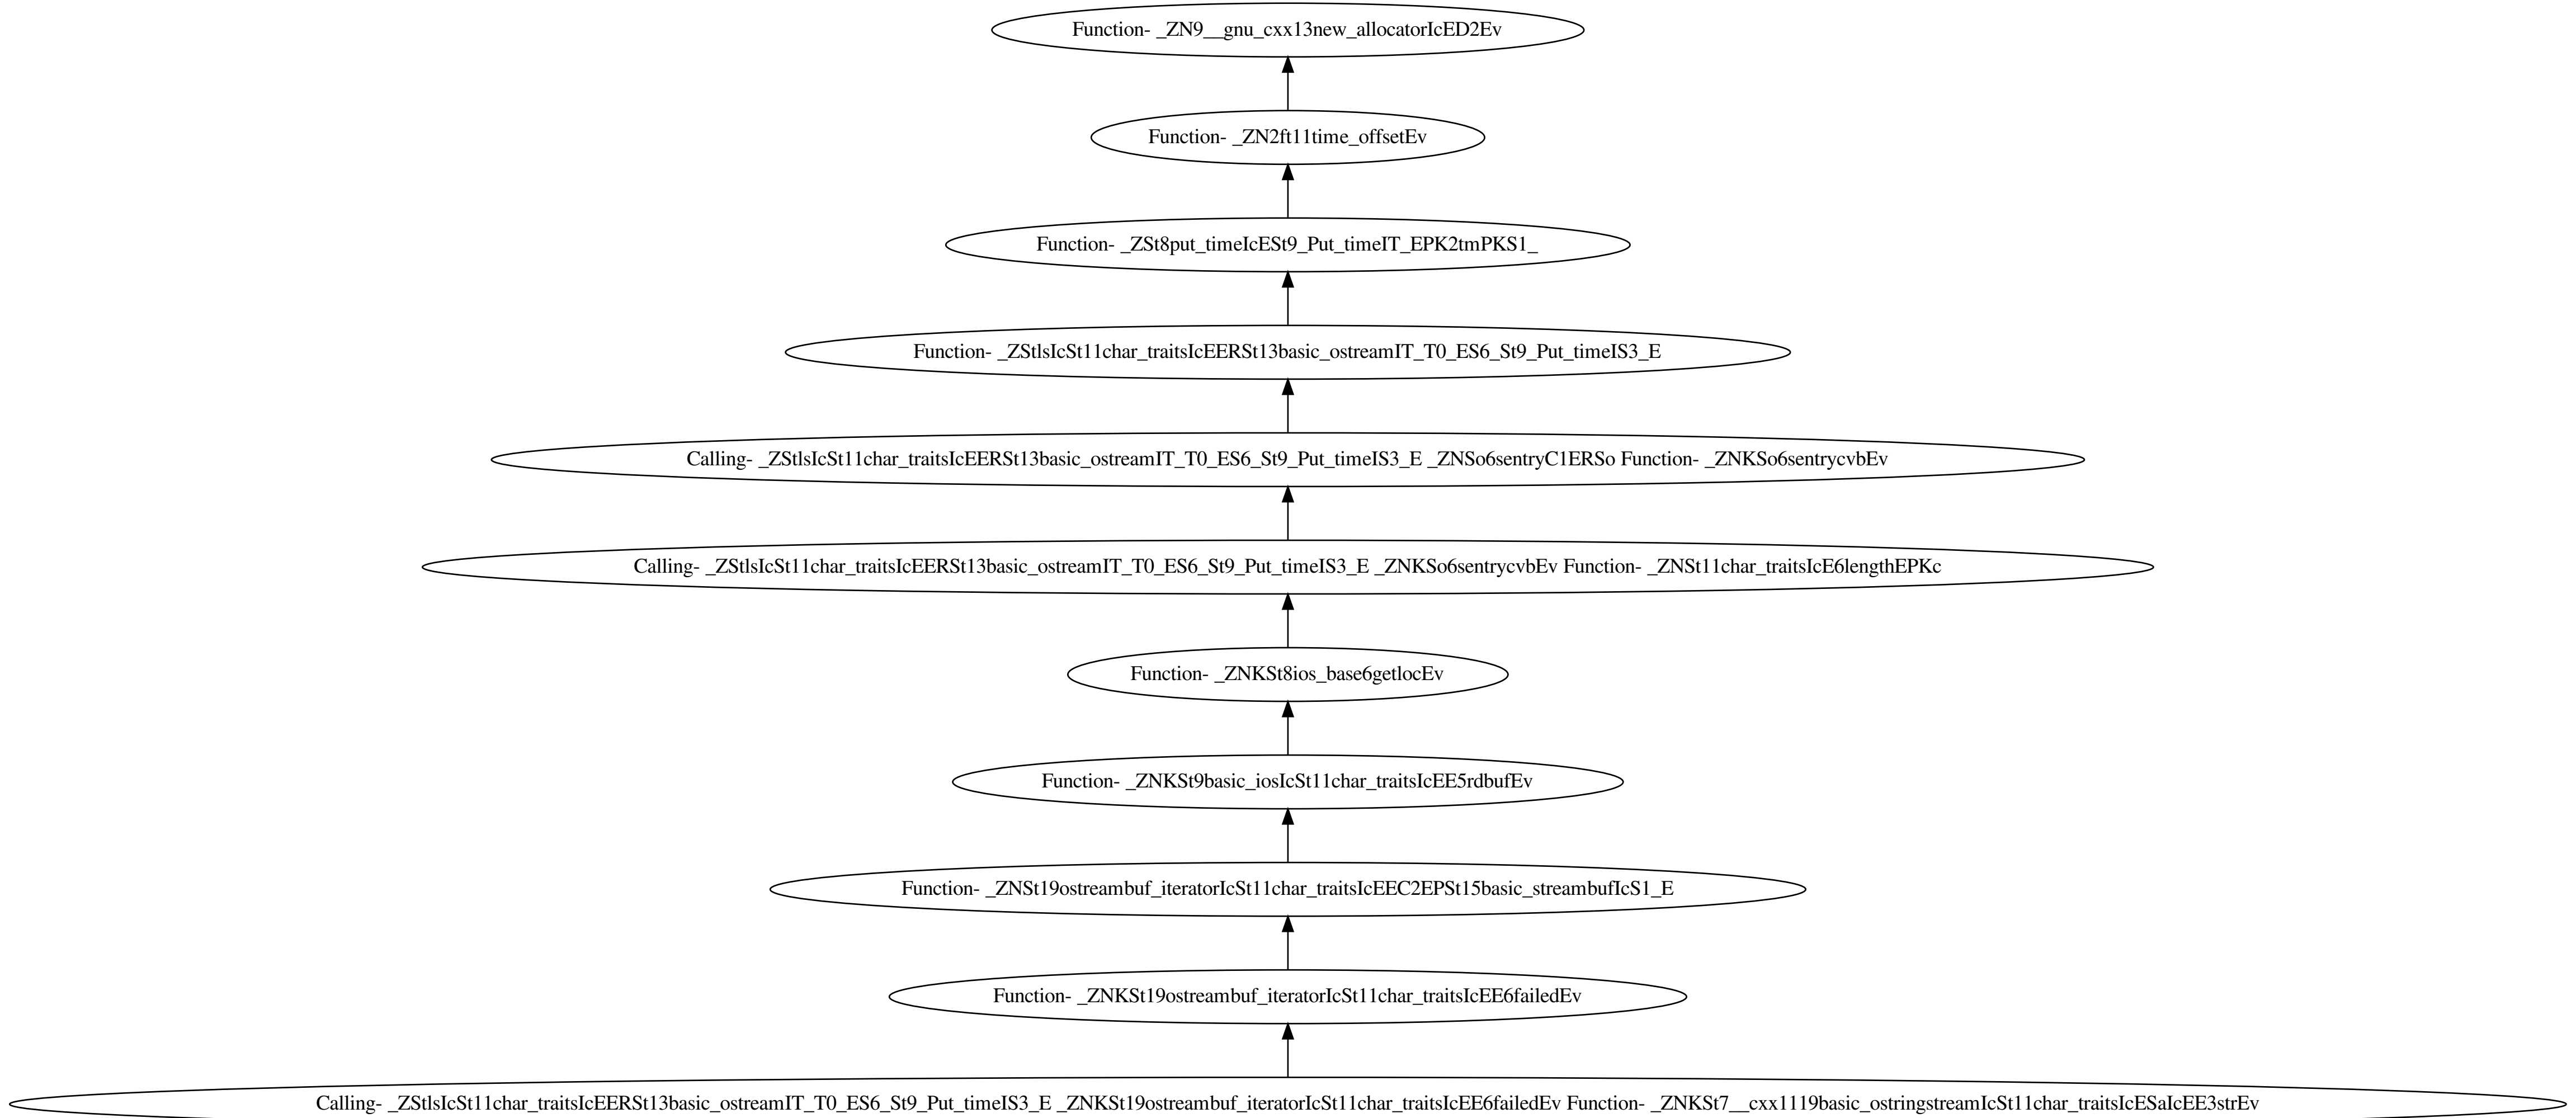 Function- _ZN9__gnu_cxx13new_allocatorIcED2Ev
Function- _ZN2ft11time_offsetEv
Function- _ZSt8put_timeIcESt9_Put_timeIT_EPK2tmPKS1_
Function- _ZStlsIcSt11char_traitsIcEERSt13basic_ostreamIT_T0_ES6_St9_Put_timeIS3_E
Calling- _ZStlsIcSt11char_traitsIcEERSt13basic_ostreamIT_T0_ES6_St9_Put_timeIS3_E _ZNSo6sentryC1ERSo Function- _ZNKSo6sentrycvbEv
Calling- _ZStlsIcSt11char_traitsIcEERSt13basic_ostreamIT_T0_ES6_St9_Put_timeIS3_E _ZNKSo6sentrycvbEv Function- _ZNSt11char_traitsIcE6lengthEPKc
Function- _ZNKSt8ios_base6getlocEv
Function- _ZNKSt9basic_iosIcSt11char_traitsIcEE5rdbufEv
Function- _ZNSt19ostreambuf_iteratorIcSt11char_traitsIcEEC2EPSt15basic_streambufIcS1_E
Function- _ZNKSt19ostreambuf_iteratorIcSt11char_traitsIcEE6failedEv
Calling- _ZStlsIcSt11char_traitsIcEERSt13basic_ostreamIT_T0_ES6_St9_Put_timeIS3_E _ZNKSt19ostreambuf_iteratorIcSt11char_traitsIcEE6failedEv Function- _ZNKSt7__cxx1119basic_ostringstreamIcSt11char_traitsIcESaIcEE3strEv